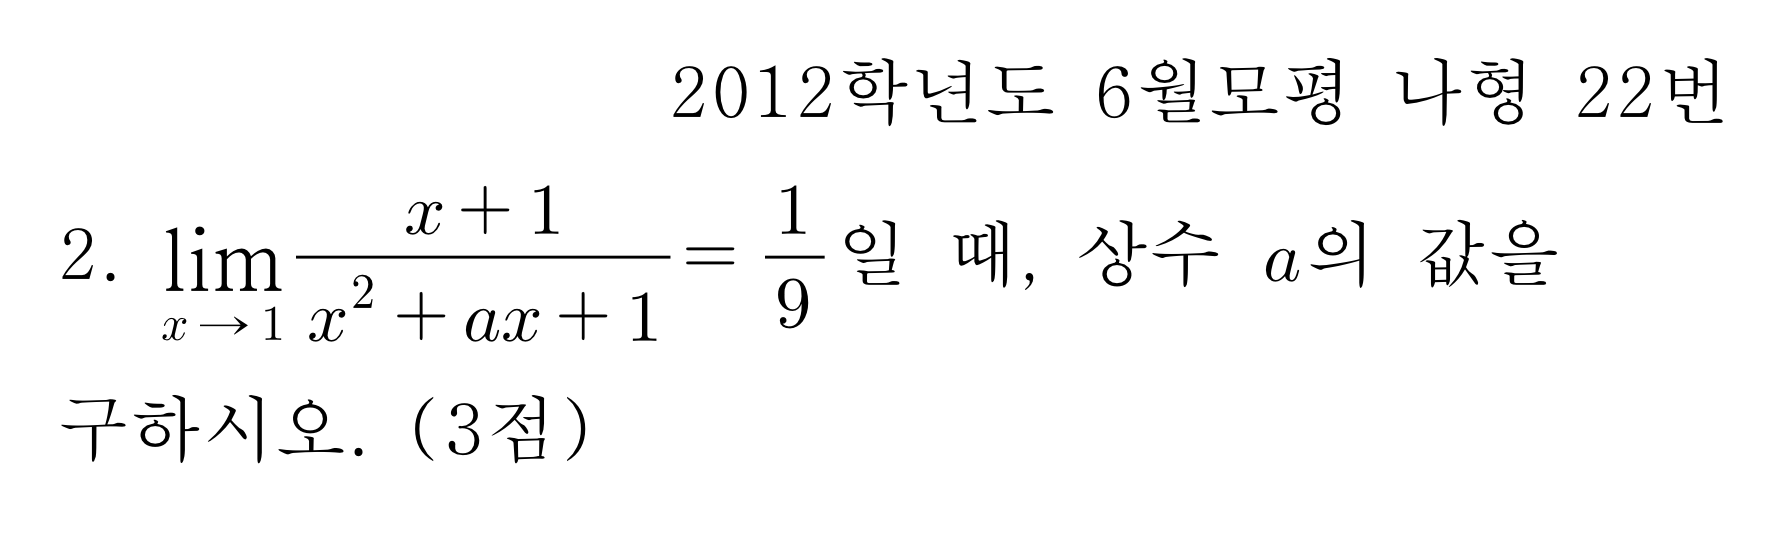 2012학년도 6월모평 나형 22번
2. $\lim_{x \to 1} \frac{x+1}{x^2+ax+1} = \frac{1}{9}$일 때, 상수 $a$의 값을
구하시오. (3점)